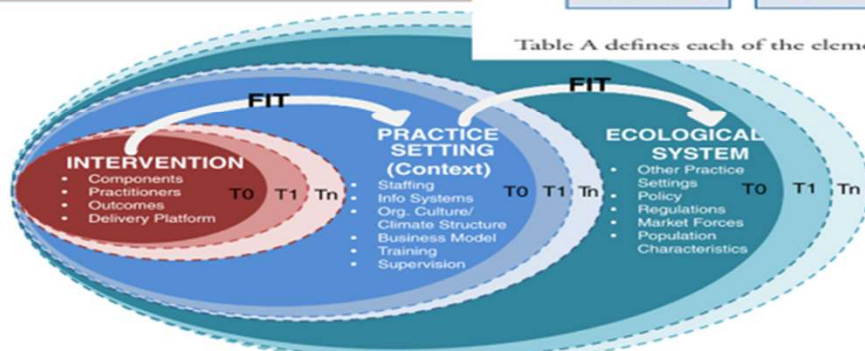 Table A defines each of the eleme
FIT
FIT
INTERVENTION
• Components
• Practitioners
• Outcomes
• Delivery Platform
T0 T1 Tn
PRACTICE
SETTING
(Context)
• Staffing
• Info Systems
• Org. Culture/
Climate Structure
• Business Model
• Training
• Supervision
T0 T1 Tn
ECOLOGICAL
SYSTEM
• Other Practice
Settings
• Policy
• Regulations
• Market Forces
• Population
Characteristics
T0 T1 Tn